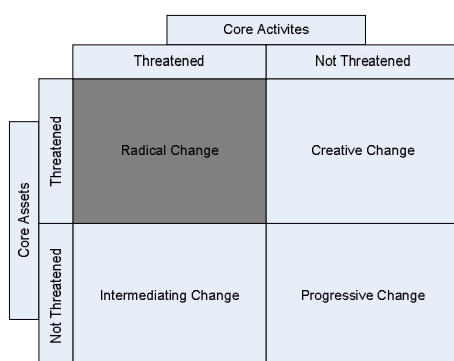 Core Activites
Threatened
Not Threatened
Core Assets
Threatened
Radical Change
Creative Change
Not Threatened
Intermediating Change
Progressive Change